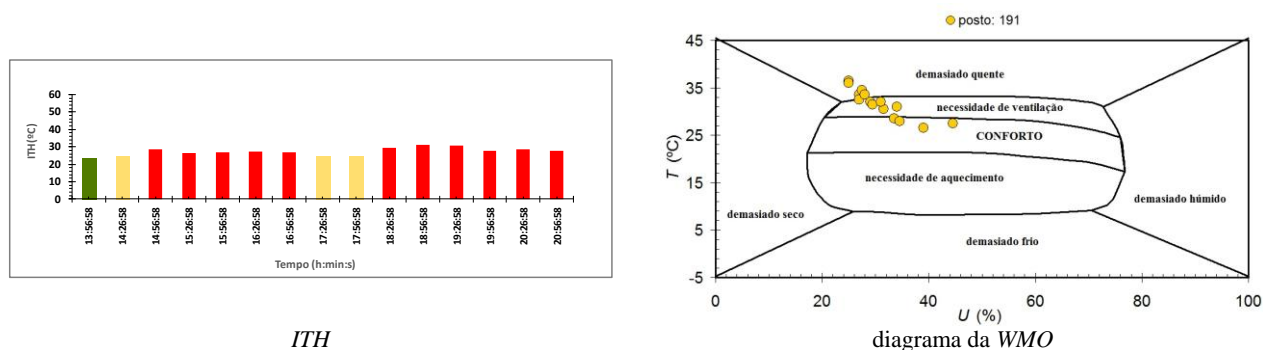 60
50
40
30
20
10
0
ITH(ºC)
13:56:58
14:26:58
14:56:58
15:26:58
15:56:58
16:26:58
16:56:58
17:26:58
17:56:58
18:26:58
18:56:58
19:26:58
19:56:58
20:26:58
20:56:58
Tempo (h:min:s)
ITH
posto: 191
45
35
25
15
5
-5
T (ºC)
demasiado quente
necessidade de ventilação
CONFORTO
necessidade de aquecimento
demasiado seco
demasiado húmido
demasiado frio
0 20 40 60 80 100
U (%)
diagrama da WMO